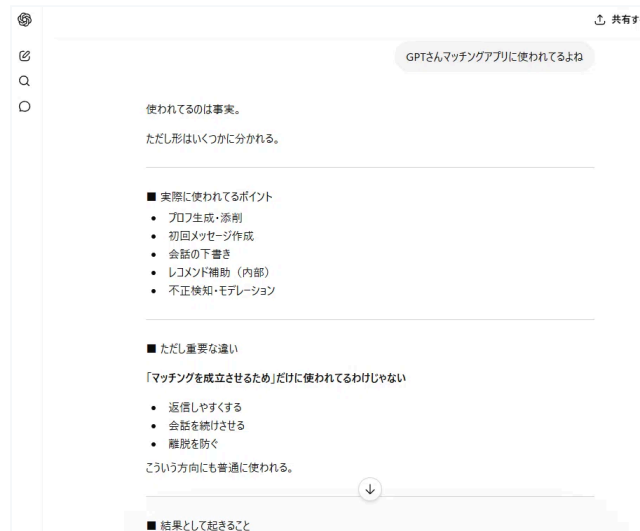 共有す
GPTさんマッチングアプリに使われてるよね
使われてるのは事実。
ただし形はいくつかに分かれる。
■ 実際に使われてるポイント
• プロフ生成・添削
• 初回メッセージ作成
• 会話の下書き
• レコメンド補助（内部）
• 不正検知・モデレーション
■ ただし重要な違い
「マッチングを成立させるため」だけに使われてるわけじゃない
• 返信しやすくする
• 会話を続けさせる
• 離脱を防ぐ
こういう方向にも普通に使われる。
■ 結果として起きること